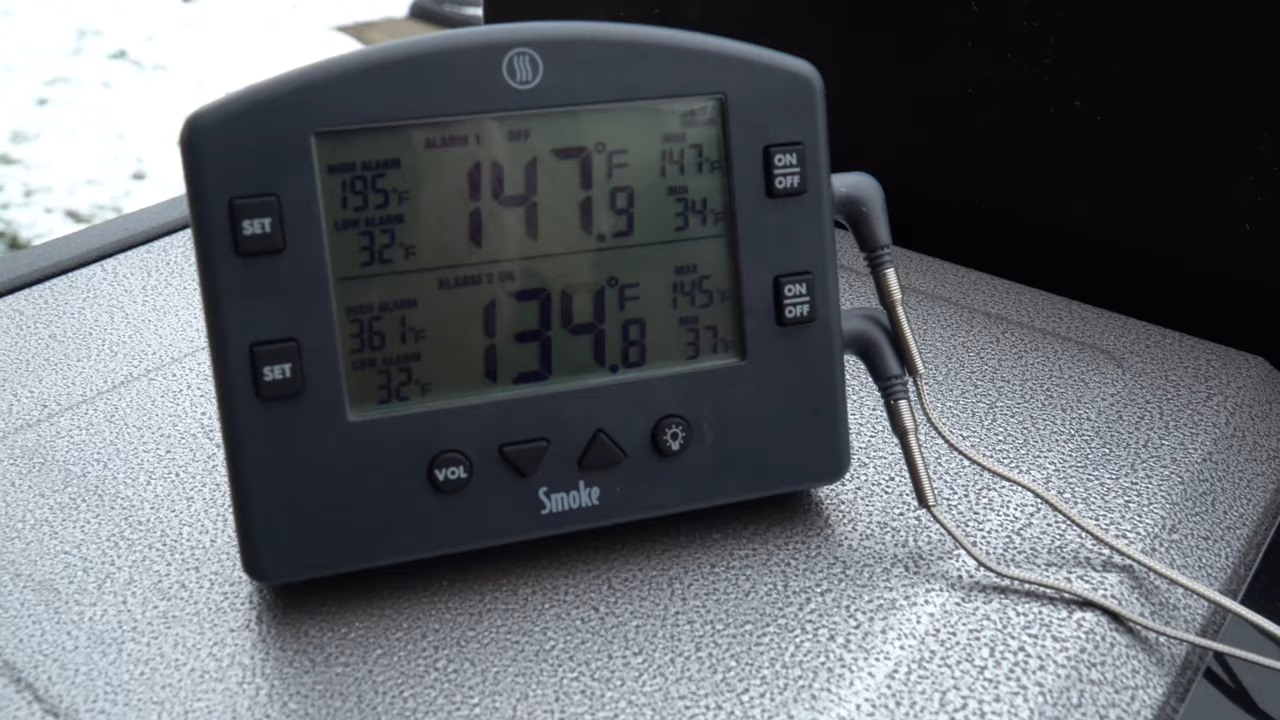 ALARM 1 OFF
HIGH ALARM
195°F
LOW ALARM
32°F
147.9°F
MAX
147°F
MIN
34°F
ALARM 2 ON
HIGH ALARM
361°F
LOW ALARM
32°F
134.8°F
MAX
145°F
MIN
37°F
SET
SET
ON
OFF
ON
OFF
VOL
Smoke